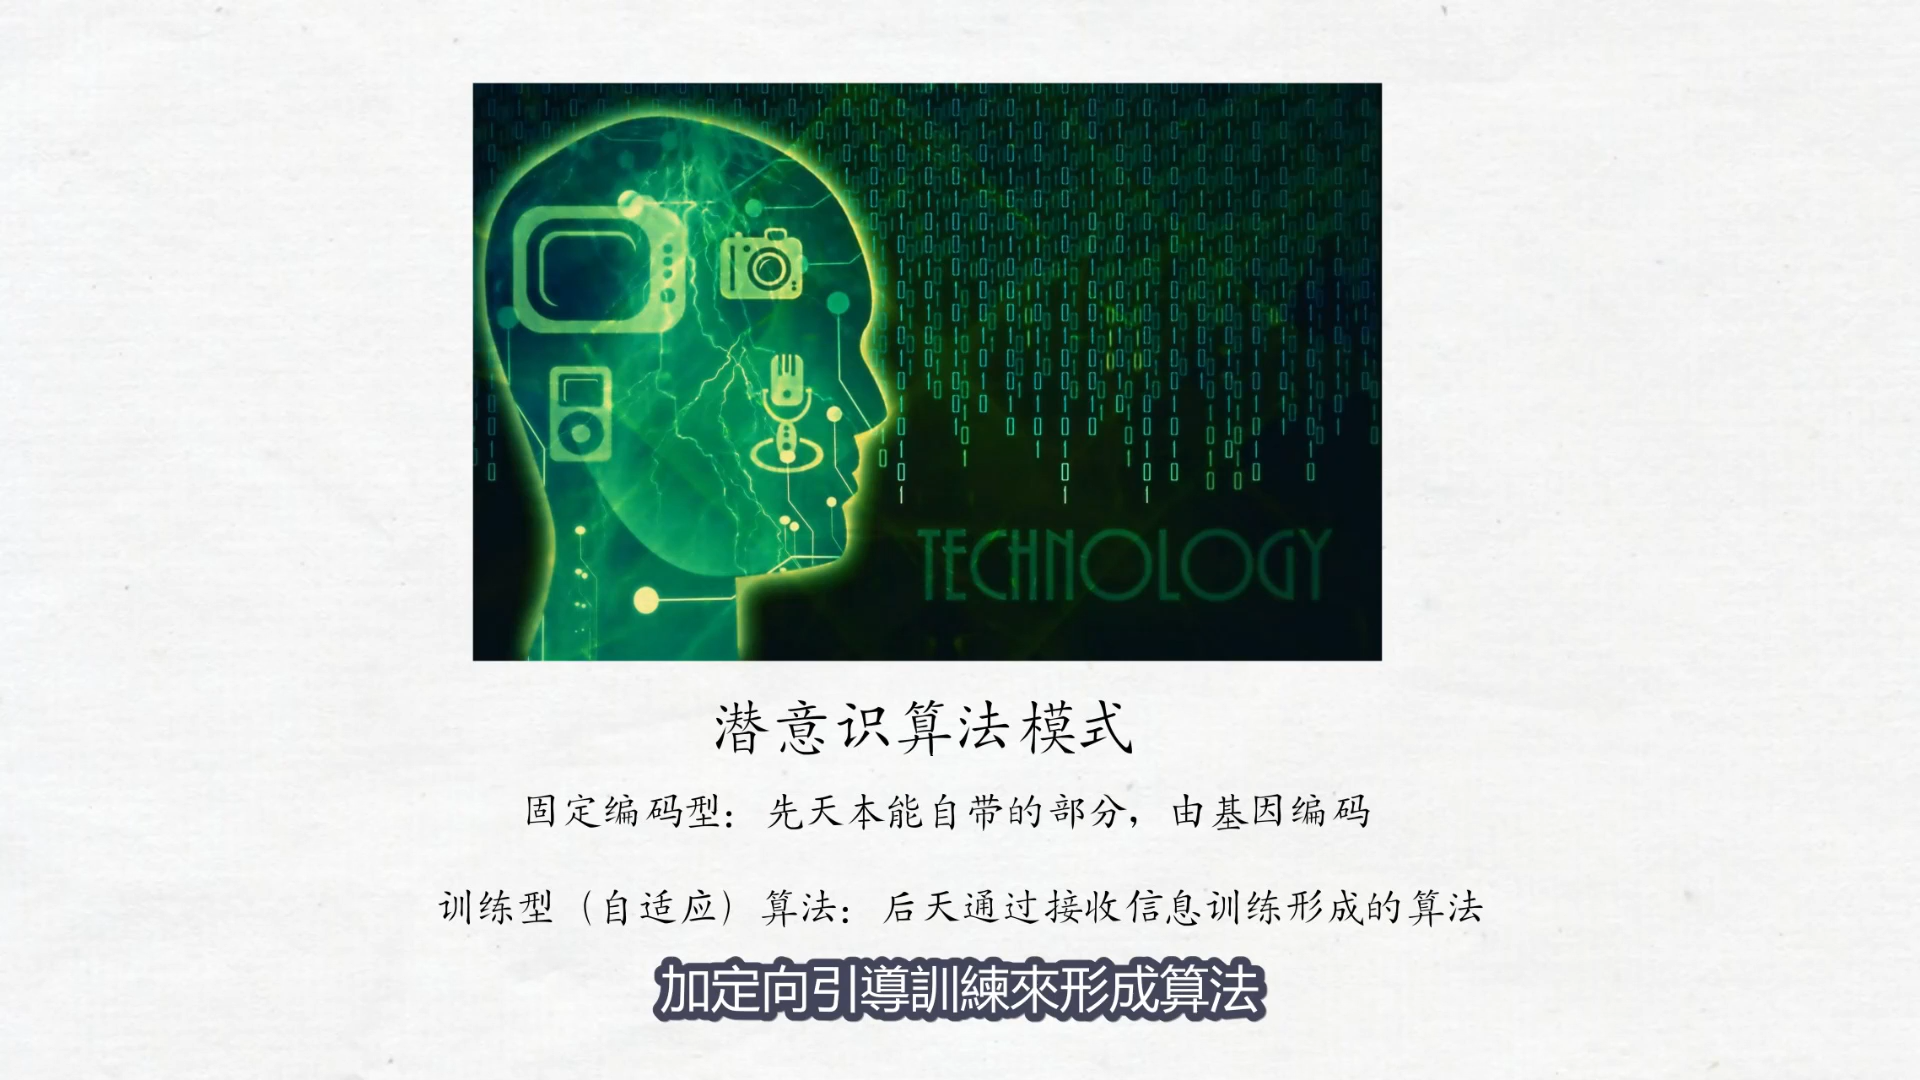 TECHNOLOGY
潜意识算法模式
固定编码型：先天本能自带的部分，由基因编码
训练型（自适应）算法：后天通过接收信息训练形成的算法
加定向引導訓練來形成算法